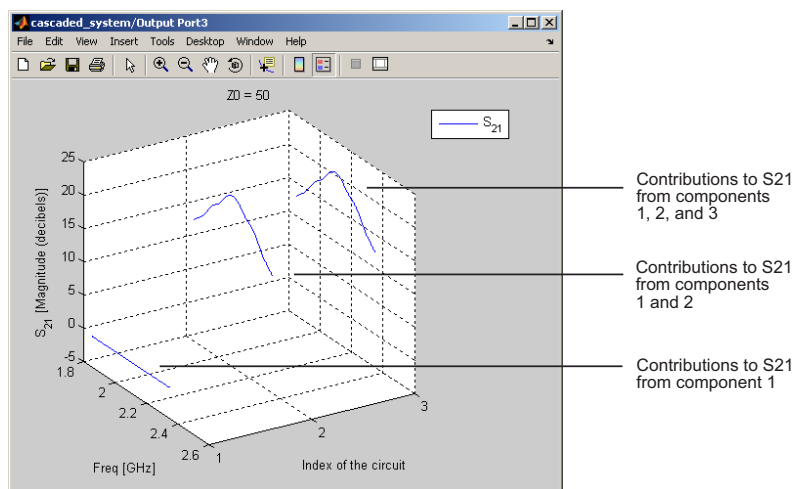 cascaded_system/Output Port3
File Edit View Insert Tools Desktop Window Help
Z0 = 50
S21
25
20
15
10
5
0
-5
S21 [Magnitude (decibels)]
1.8
2
2.2
2.4
2.6
Freq [GHz]
1
2
3
Index of the circuit
Contributions to S21
from components
1, 2, and 3
Contributions to S21
from components
1 and 2
Contributions to S21
from component 1